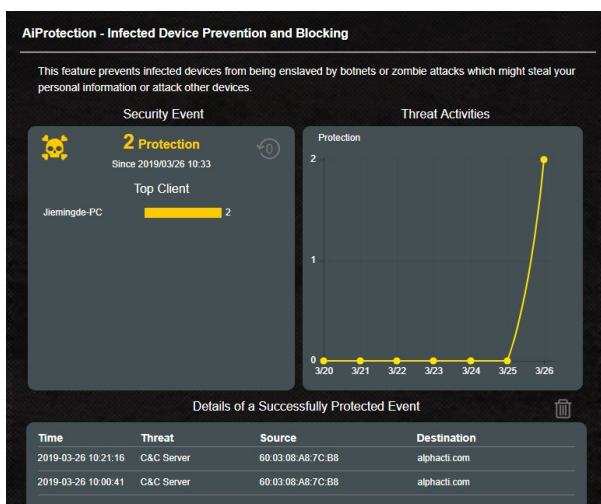 AiProtection - Infected Device Prevention and Blocking
This feature prevents infected devices from being enslaved by botnets or zombie attacks which might steal your
personal information or attack other devices.
Security Event
2 Protection
0
Since 2019/03/26 10:33
Top Client
Jiemingde-PC 2
Threat Activities
Protection
2
1
0
3/20 3/21 3/22 3/23 3/24 3/25 3/26
Details of a Successfully Protected Event
Time Threat Source Destination
2019-03-26 10:21:16 C&C Server 60:03:08:A8:7C:B8 alphacti.com
2019-03-26 10:00:41 C&C Server 60:03:08:A8:7C:B8 alphacti.com